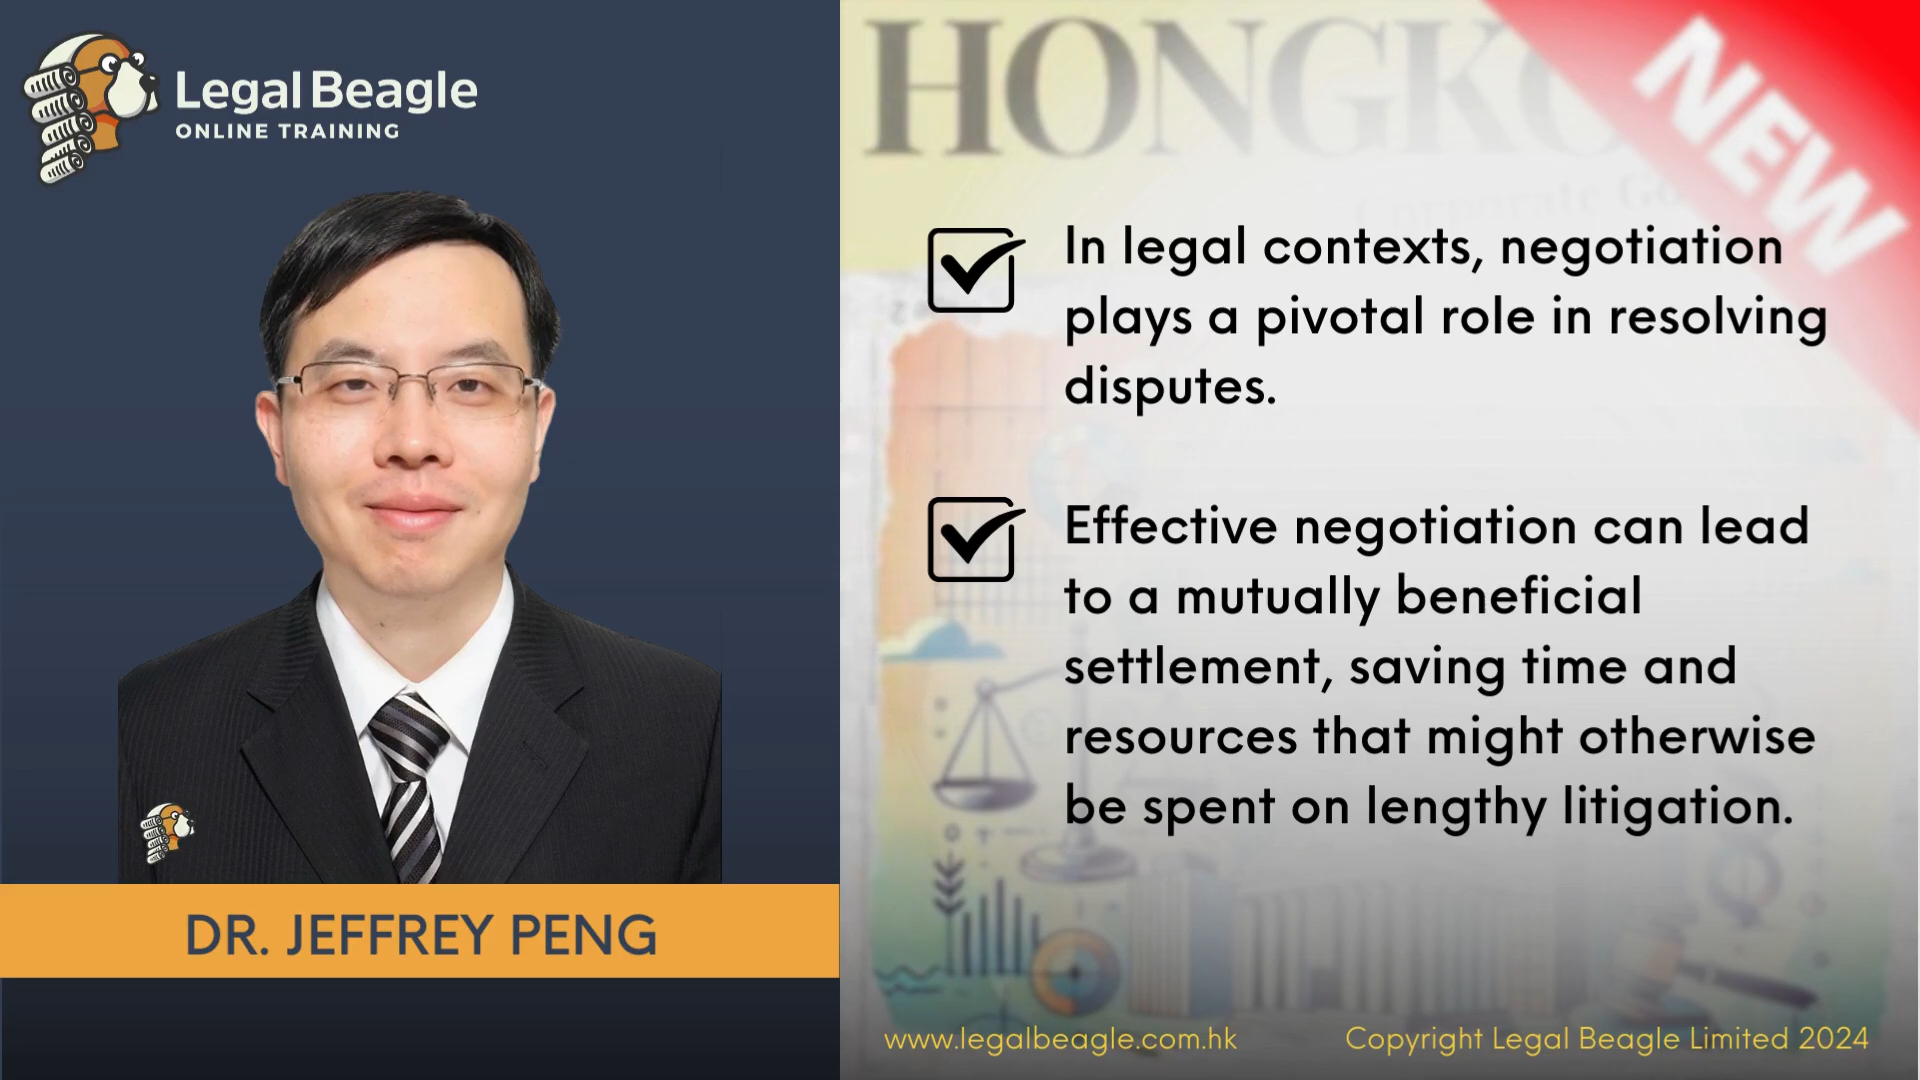 Legal Beagle
ONLINE TRAINING
DR. JEFFREY PENG
HONGK
Corporate
NEW
In legal contexts, negotiation
plays a pivotal role in resolving
disputes.
Effective negotiation can lead
to a mutually beneficial
settlement, saving time and
resources that might otherwise
be spent on lengthy litigation.
www.legalbeagle.com.hk
Copyright Legal Beagle Limited 2024